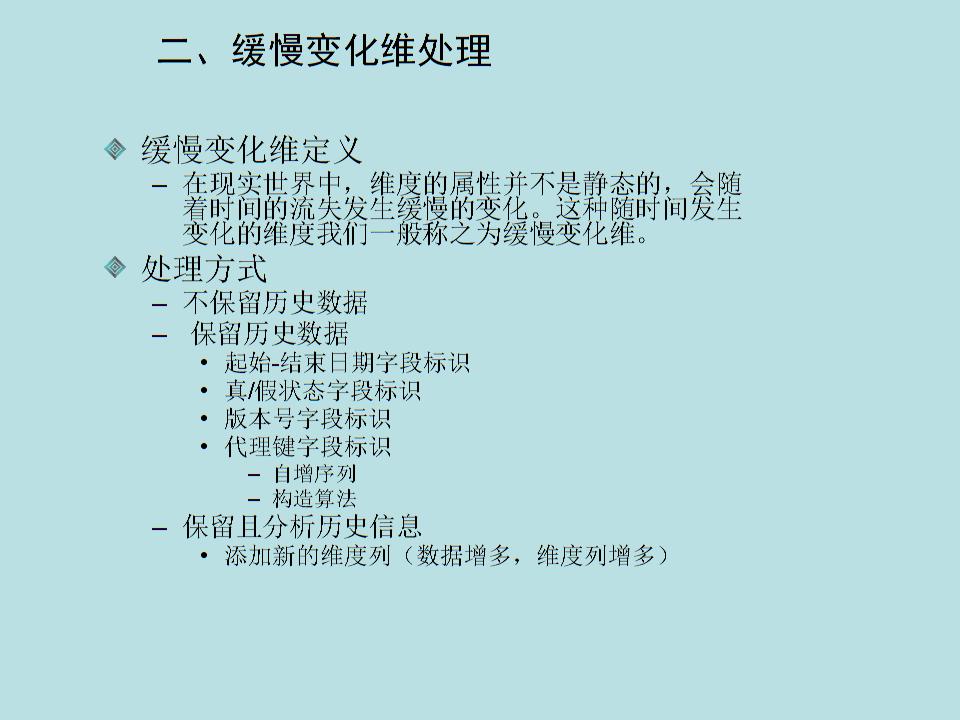 二、缓慢变化维处理
缓慢变化维定义
– 在现实世界中，维度的属性并不是静态的，会随
着时间的流失发生缓慢的变化。这种随时间发生
变化的维度我们一般称之为缓慢变化维。
处理方式
– 不保留历史数据
– 保留历史数据
• 起始-结束日期字段标识
• 真/假状态字段标识
• 版本号字段标识
• 代理键字段标识
– 自增序列
– 构造算法
– 保留且分析历史信息
• 添加新的维度列（数据增多，维度列增多）